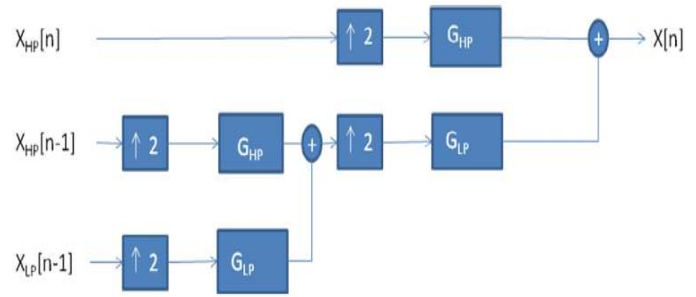 X_HP[n] ↑ 2 G_HP + X[n]
X_HP[n-1] ↑ 2 G_HP + ↑ 2 G_LP
X_LP[n-1] ↑ 2 G_LP